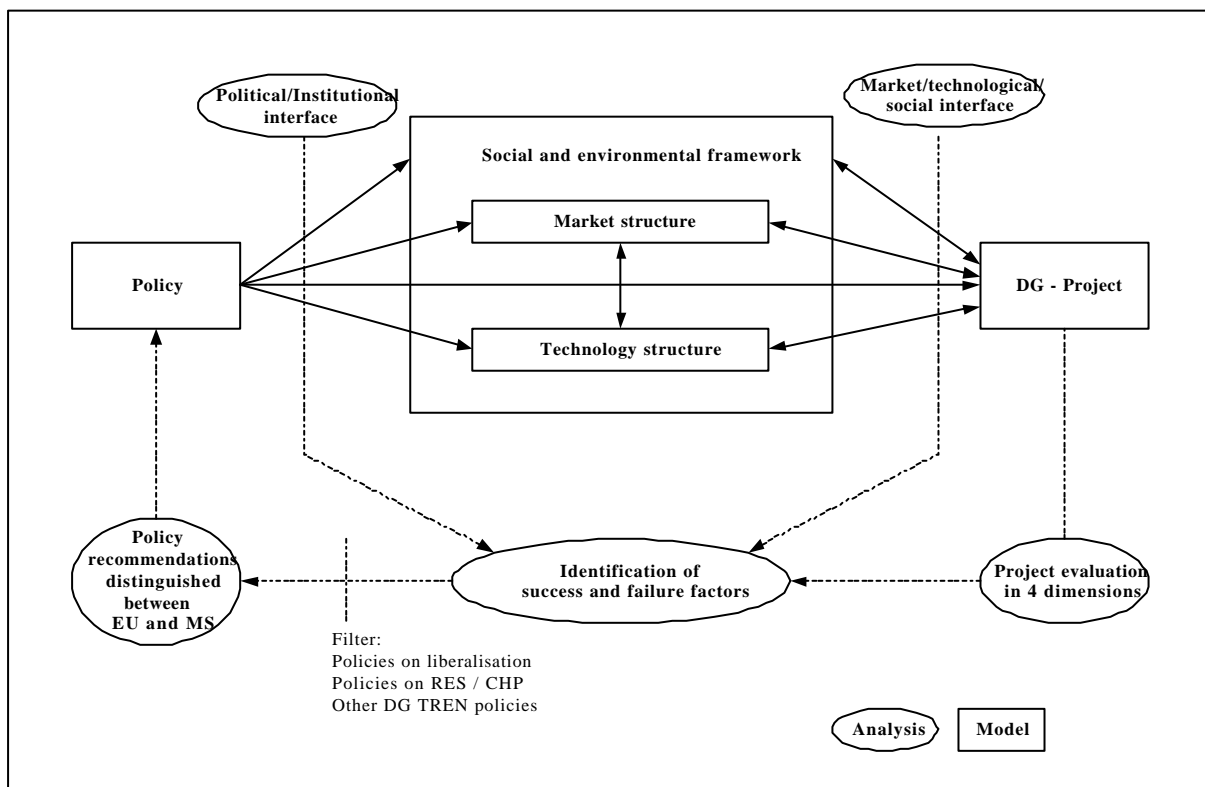 Political/Institutional
interface
Market/technological/
social interface
Social and environmental framework
Market structure
Policy
DG - Project
Technology structure
Policy
recommendations
distinguished
between
EU and MS
Identification of
success and failure factors
Project evaluation
in 4 dimensions
Filter:
Policies on liberalisation
Policies on RES / CHP
Other DG TREN policies
Analysis
Model